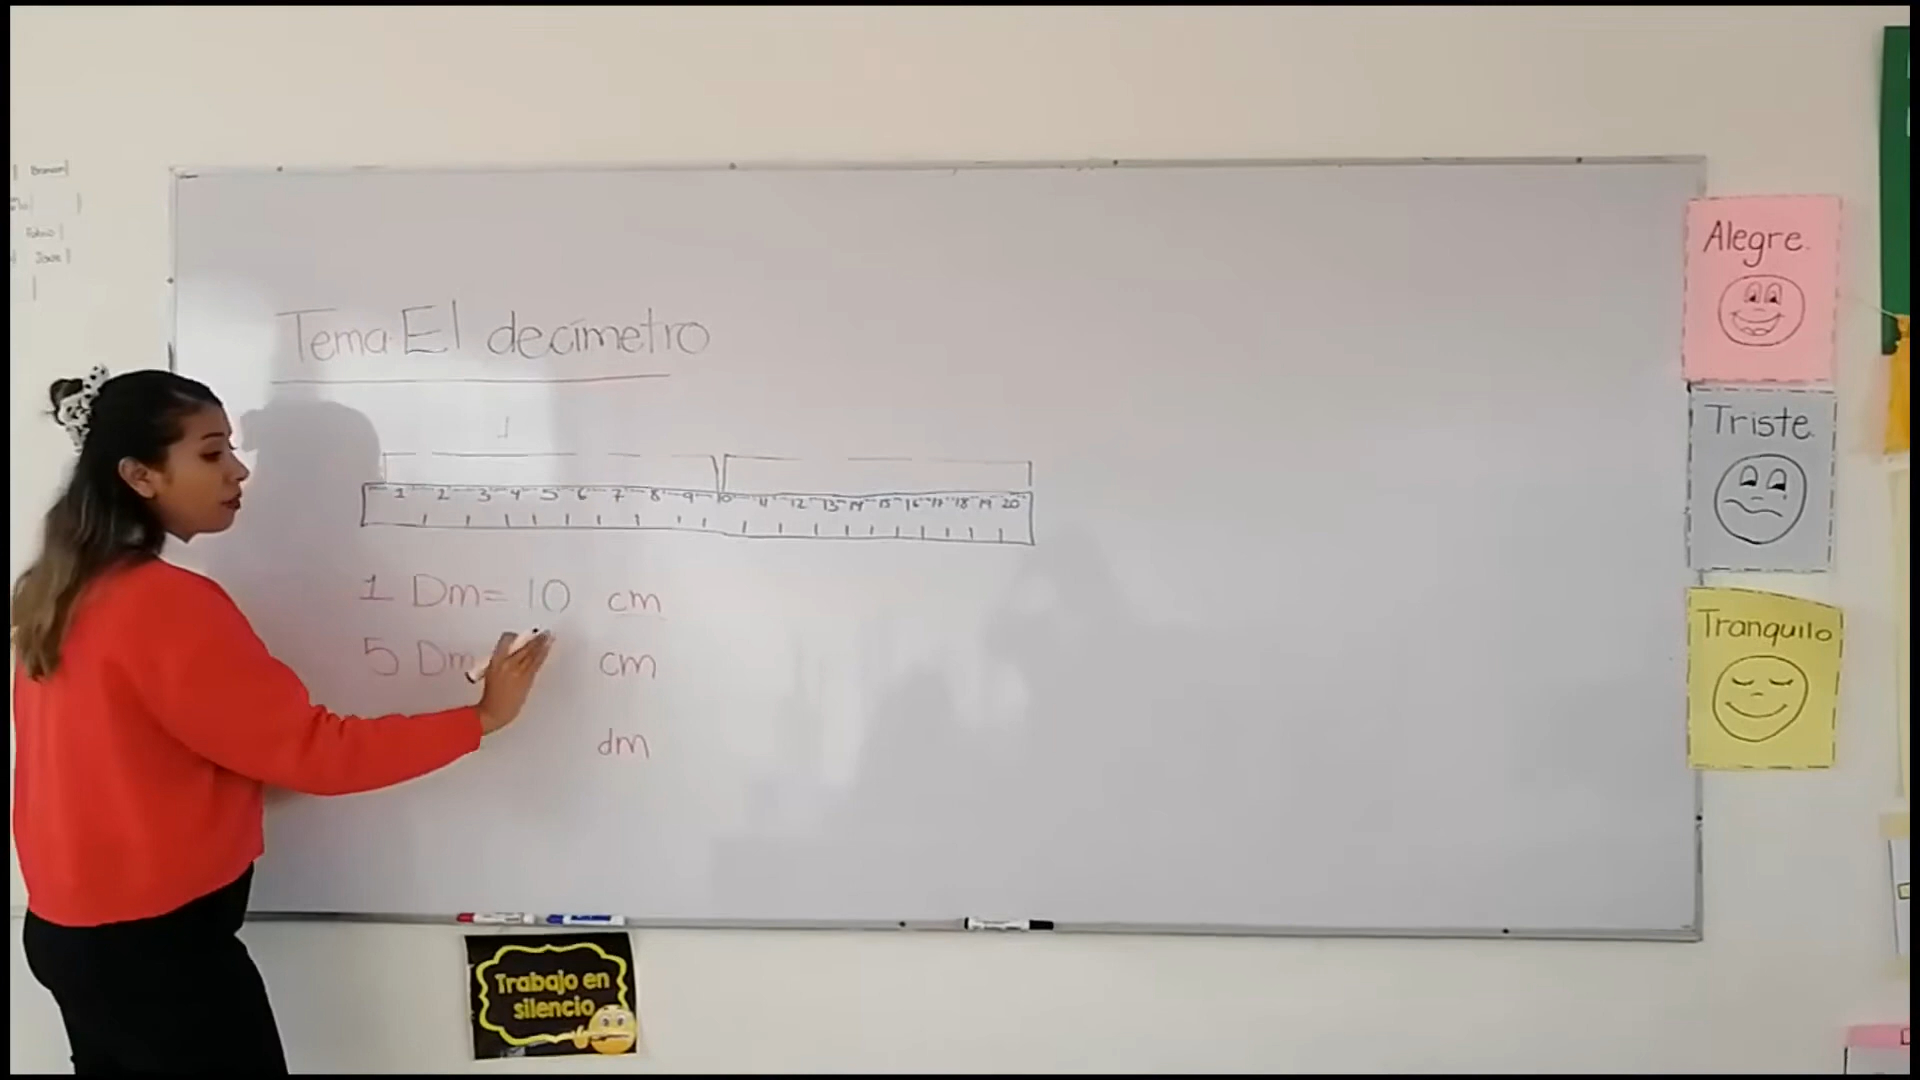 Tema: El decímetro
1
1 2 3 4 5 6 7 8 9 10 11 12 13 14 15 16 17 18 19 20
1 Dm = 10 cm
5 Dm cm
dm
Alegre.
Triste.
Tranquilo
Trabajo en
silencio